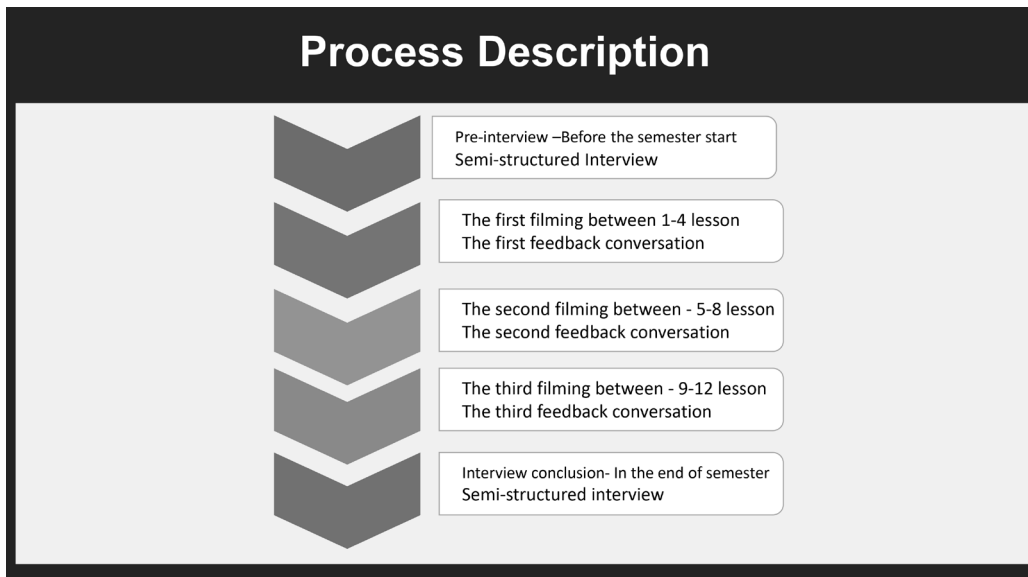 Process Description
Pre-interview –Before the semester start
Semi-structured Interview
The first filming between 1-4 lesson
The first feedback conversation
The second filming between - 5-8 lesson
The second feedback conversation
The third filming between - 9-12 lesson
The third feedback conversation
Interview conclusion- In the end of semester
Semi-structured interview